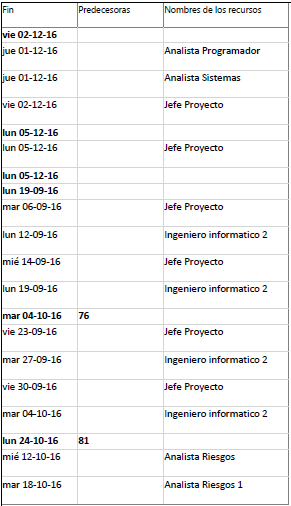 Fin Predecesoras Nombres de los recursos
vie 02-12-16
jue 01-12-16 Analista Programador
jue 01-12-16 Analista Sistemas
vie 02-12-16 Jefe Proyecto
lun 05-12-16
lun 05-12-16 Jefe Proyecto
lun 05-12-16
lun 19-09-16
mar 06-09-16 Jefe Proyecto
lun 12-09-16 Ingeniero informatico 2
mié 14-09-16 Jefe Proyecto
lun 19-09-16 Ingeniero informatico 2
mar 04-10-16 76
vie 23-09-16 Jefe Proyecto
mar 27-09-16 Ingeniero informatico 2
vie 30-09-16 Jefe Proyecto
mar 04-10-16 Ingeniero informatico 2
lun 24-10-16 81
mié 12-10-16 Analista Riesgos
mar 18-10-16 Analista Riesgos 1